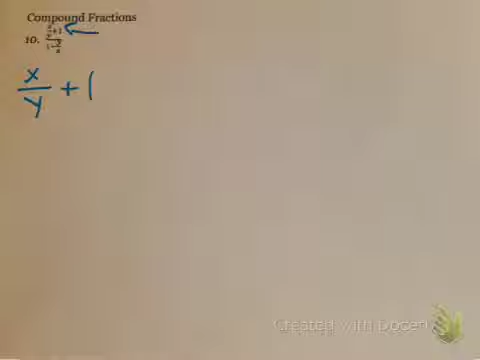 Compound Fractions
10.
x/y + 1
Created with Doceri